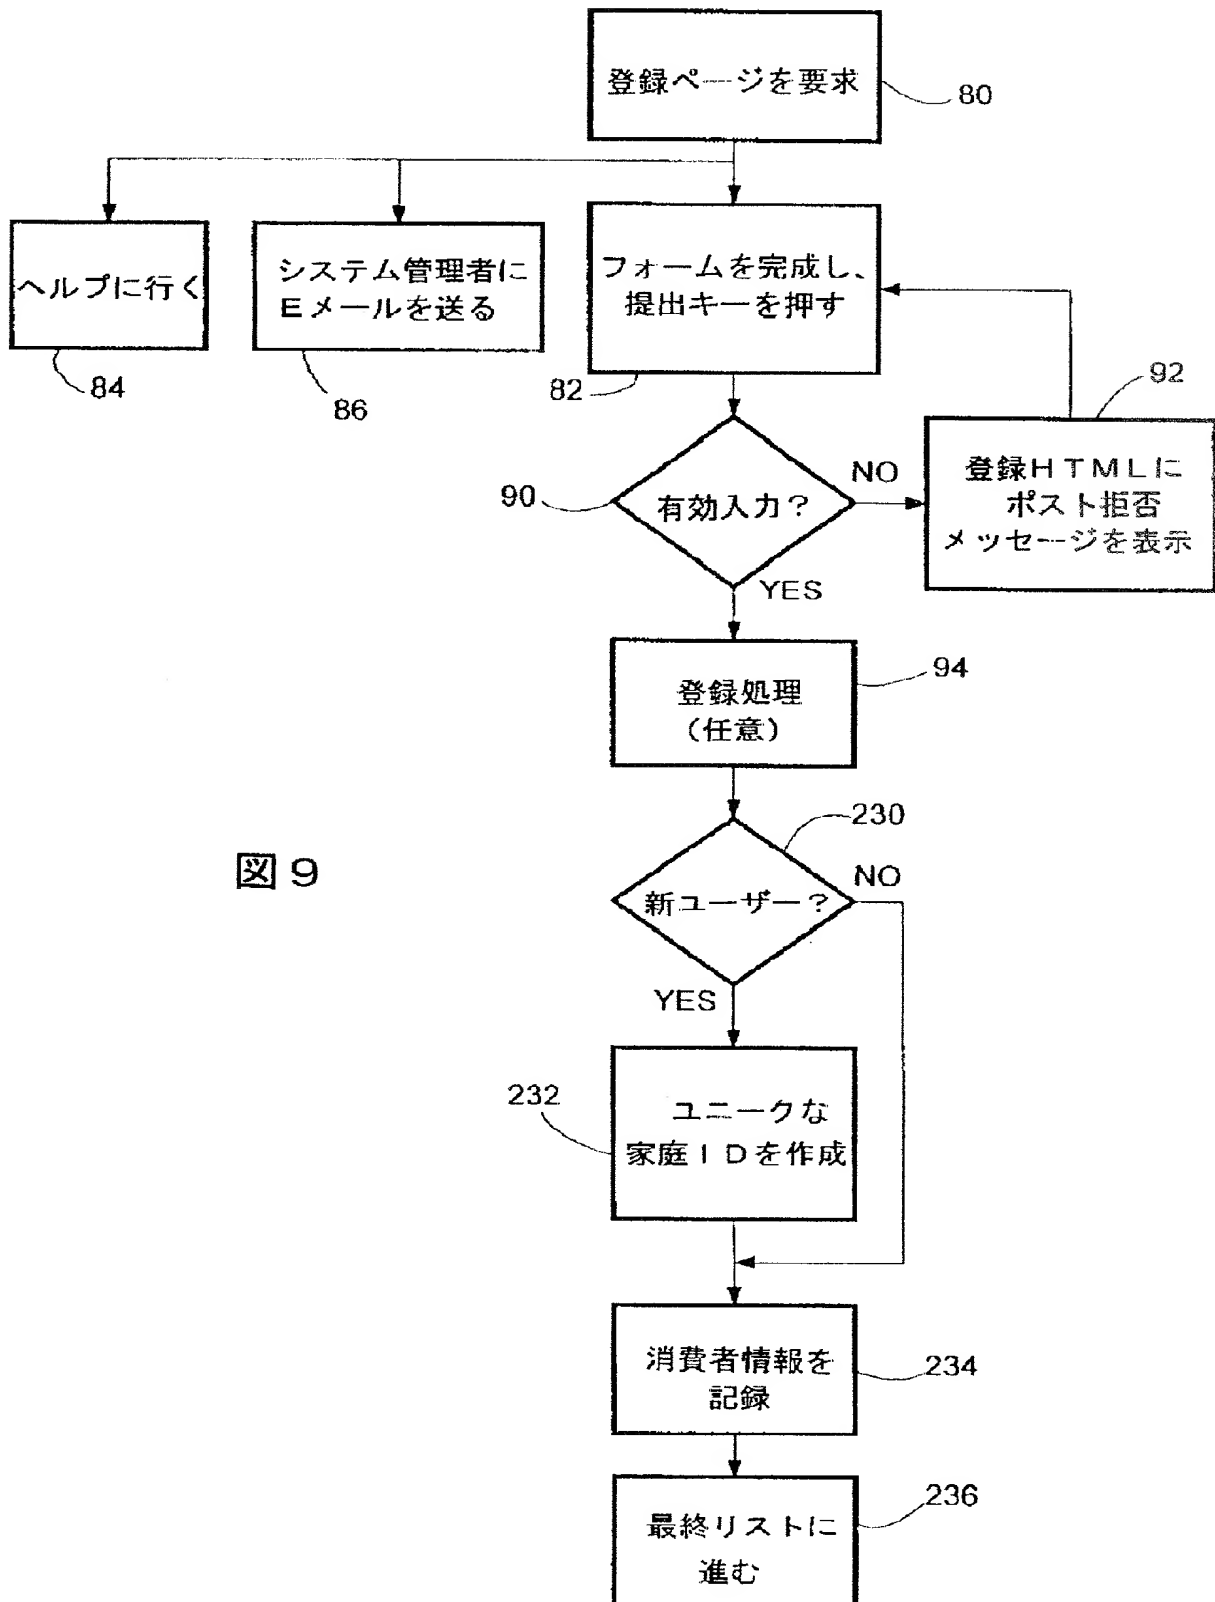 登録ページを要求
80
ヘルプに行く
84
システム管理者に
Eメールを送る
86
フォームを完成し、
提出キーを押す
82
92
登録HTMLに
ポスト拒否
メッセージを表示
90
有効入力?
NO
YES
登録処理
(任意)
94
230
新ユーザー?
NO
YES
図9
232
ユニークな
家庭IDを作成
消費者情報を
記録
234
最終リストに
進む
236